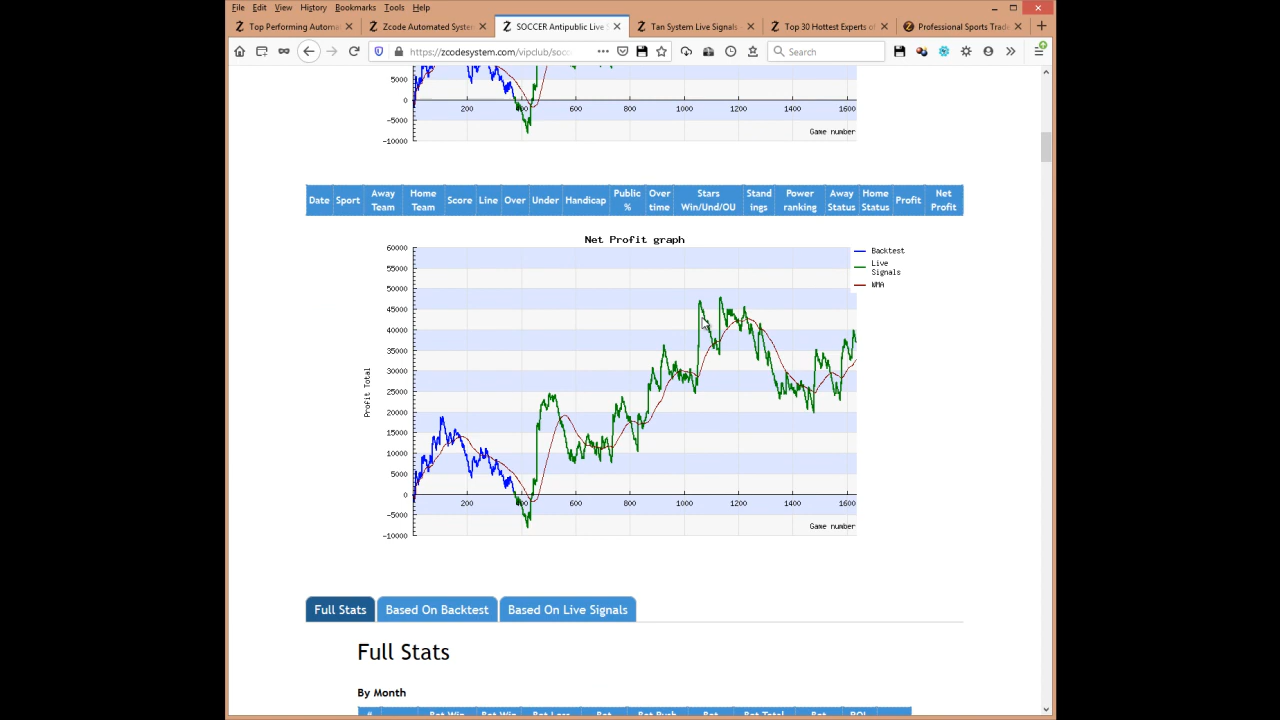 File Edit View History Bookmarks Tools Help
Top Performing Automa
Zcode Automated System
SOCCER Antipublic Live S
Tan System Live Signals
Top 30 Hottest Experts of
Professional Sports Trade
https://zcodesystem.com/vipclub/socc
Search
5000
0
-5000
-10000
200 400 600 800 1000 1200 1400 1600
Game number
Date Sport Away Team Home Team Score Line Over Under Handicap Public % Over time Stars Win/Und/OU Stand ings Power ranking Away Status Home Status Profit Net Profit
Net Profit graph
60000
55000
50000
45000
40000
35000
30000
25000
20000
15000
10000
5000
0
-5000
-10000
Profit Total
200 400 600 800 1000 1200 1400 1600
Game number
Backtest
Live
Signals
WMA
Full Stats Based On Backtest Based On Live Signals
Full Stats
By Month